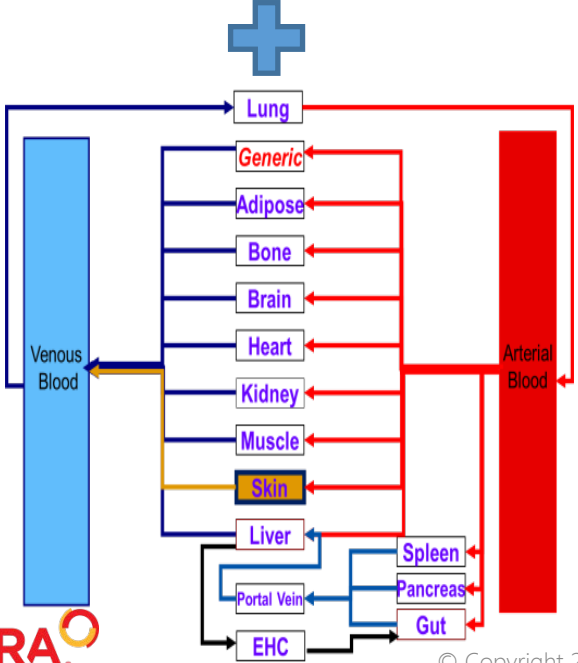 Lung
Generic
Adipose
Bone
Brain
Heart
Kidney
Muscle
Skin
Liver
Portal Vein
EHC
Spleen
Pancreas
Gut
Venous
Blood
Arterial
Blood
RA
© Copyright 2